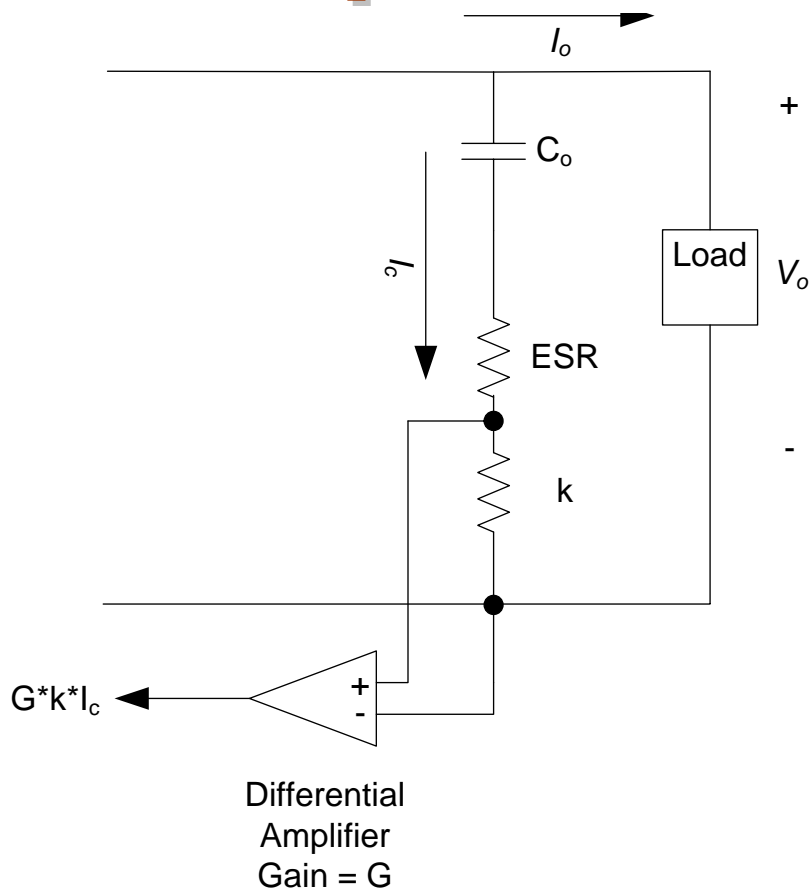 Io
+
Co
Ic
Load
Vo
ESR
-
k
+
G*k*Ic
-
Differential
Amplifier
Gain = G